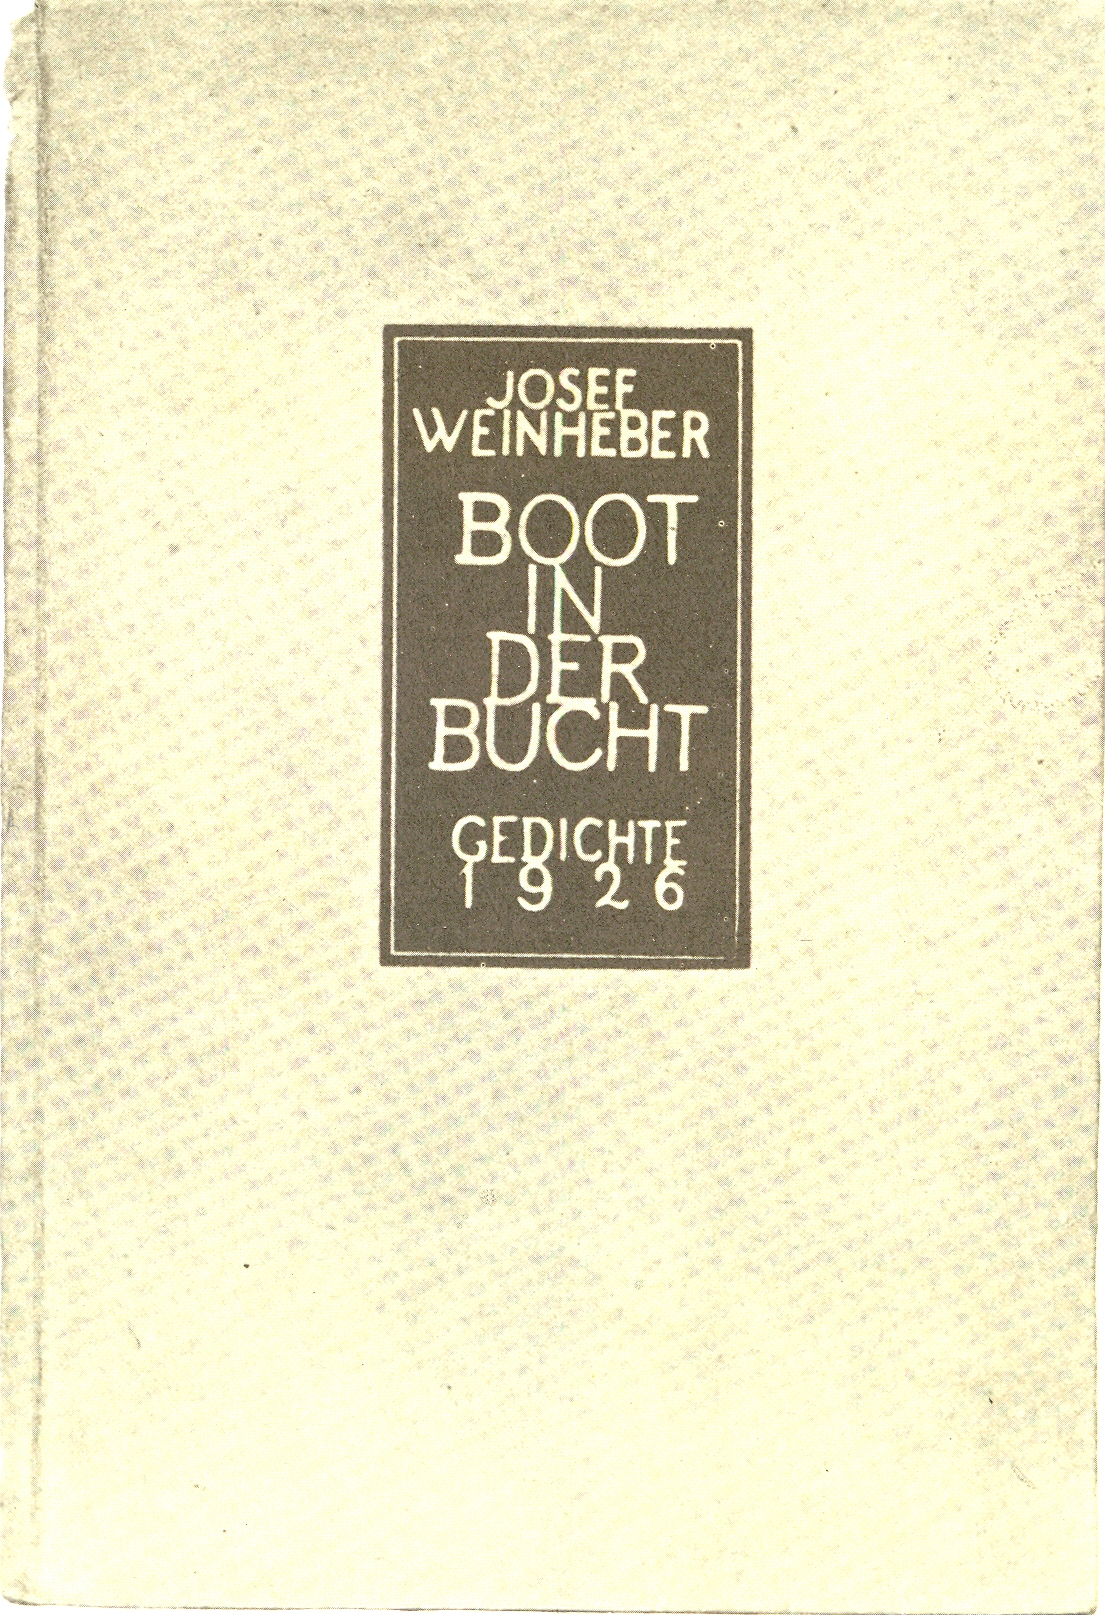 JOSEF
WEINHEBER
BOOT
IN
DER
BUCHT
GEDICHTE
1926